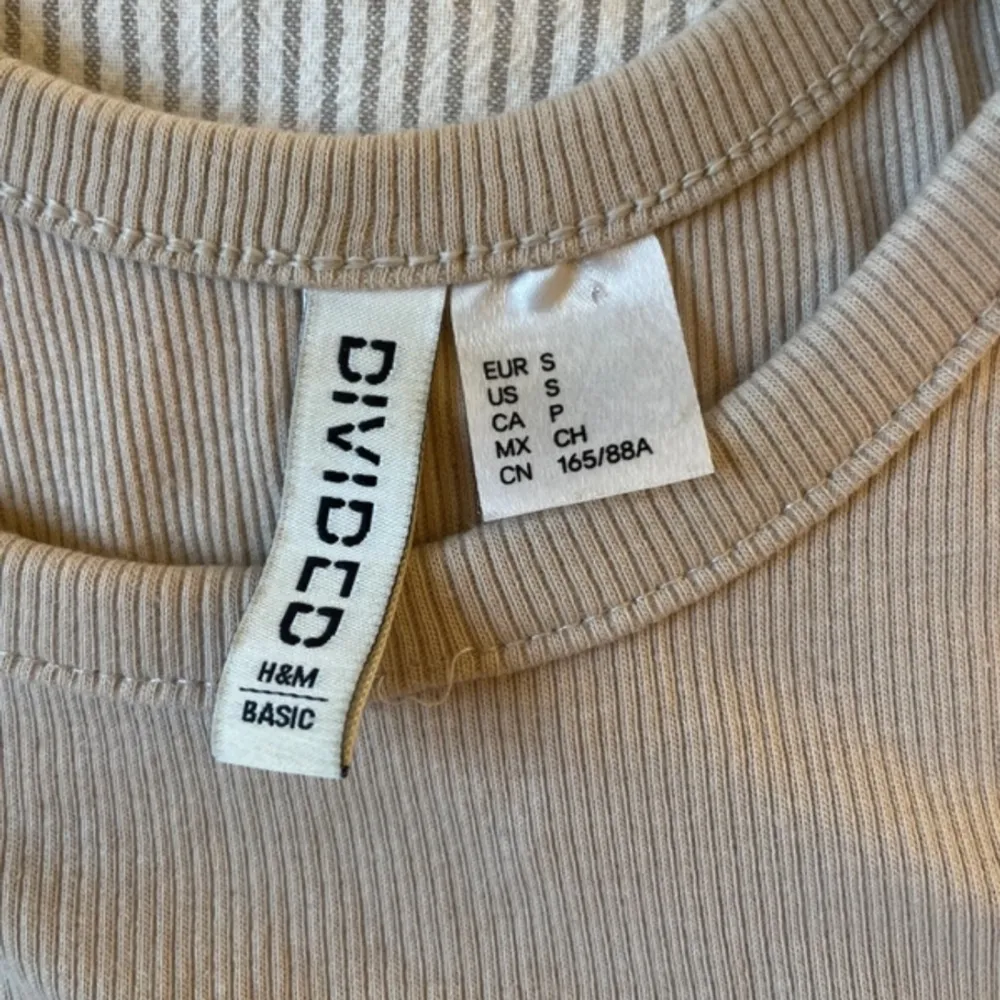 DIVIDED
H&M
BASIC
EUR S
US S
CA P
MX CH
CN 165/88A